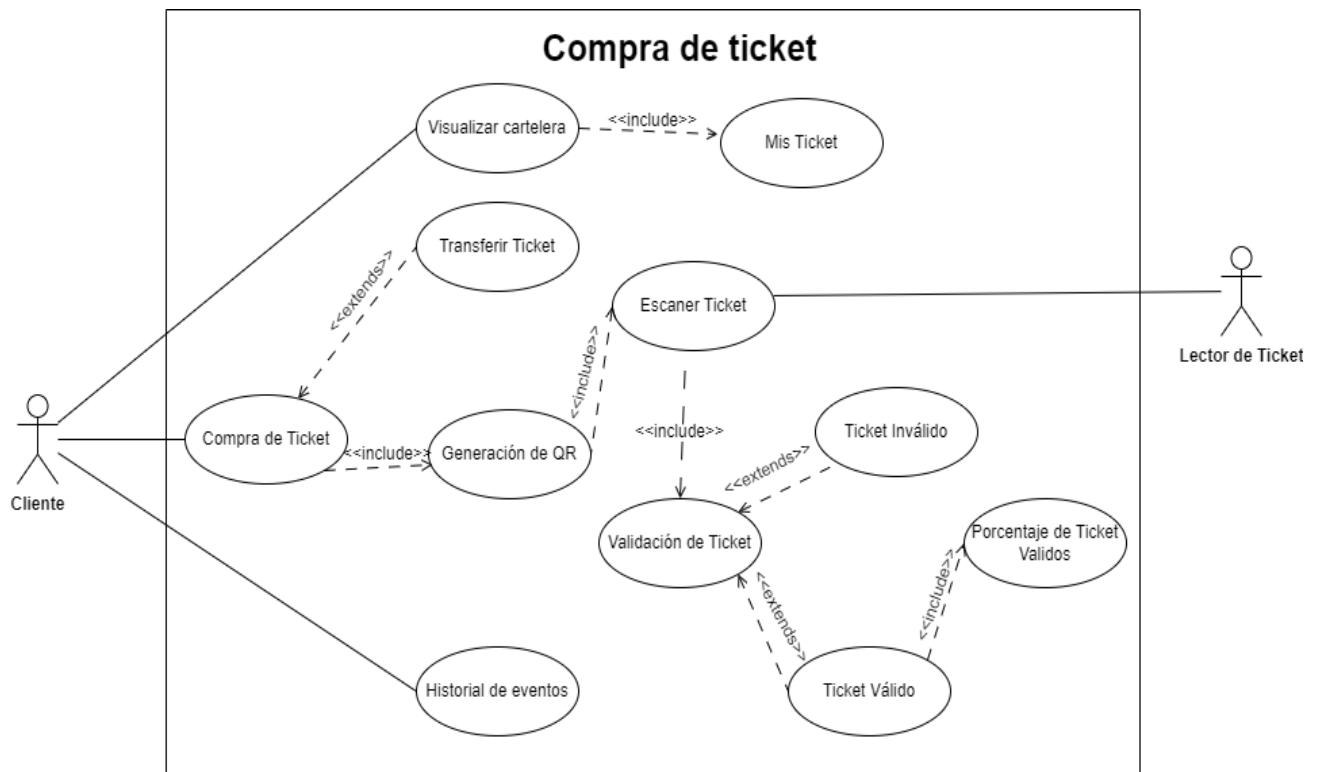 Compra de ticket
Visualizar cartelera
<<include>>
Mis Ticket
Transferir Ticket
<<extends>>
Escaner Ticket
<<include>>
Lector de Ticket
Compra de Ticket
<<include>>
Generación de QR
<<include>>
Ticket Inválido
<<extends>>
Cliente
Validación de Ticket
Porcentaje de Ticket
Validos
<<extends>>
<<include>>
Historial de eventos
Ticket Válido